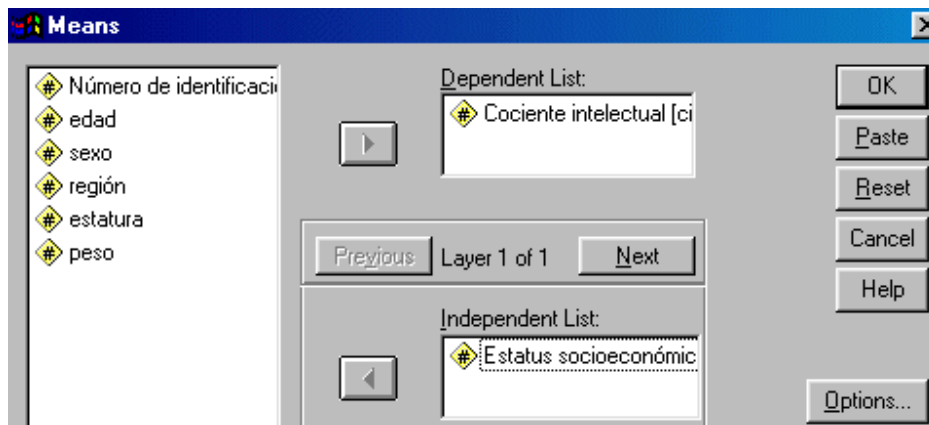 Means
Número de identificaci
edad
sexo
región
estatura
peso
Dependent List:
Cociente intelectual [ci
Previous
Layer 1 of 1
Next
Independent List:
Estatus socioeconómic
OK
Paste
Reset
Cancel
Help
Options...